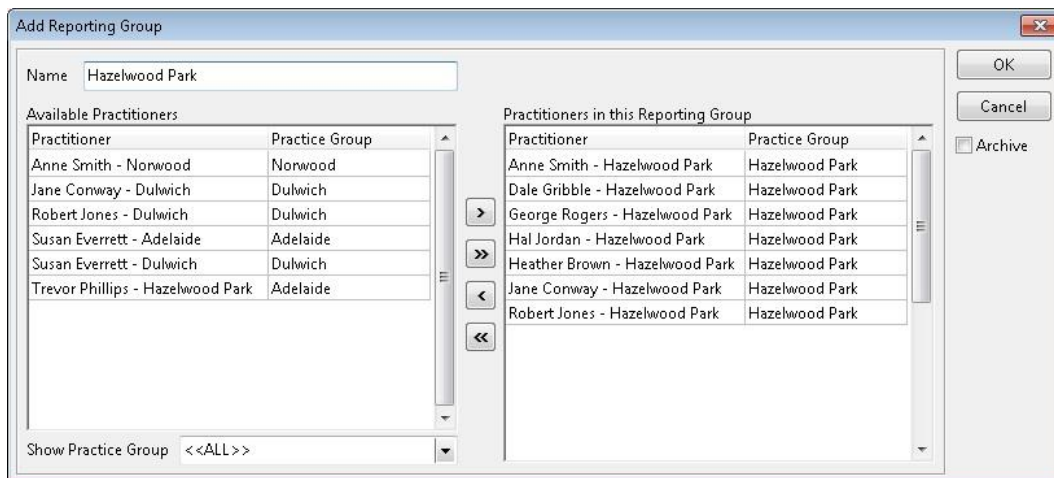 Add Reporting Group
Name Hazelwood Park
OK
Cancel
Archive
Available Practitioners
Practitioner Practice Group
Anne Smith - Norwood Norwood
Jane Conway - Dulwich Dulwich
Robert Jones - Dulwich Dulwich
Susan Everrett - Adelaide Adelaide
Susan Everrett - Dulwich Dulwich
Trevor Phillips - Hazelwood Park Adelaide
Show Practice Group <<ALL>>
>
>>
<
<<
Practitioners in this Reporting Group
Practitioner Practice Group
Anne Smith - Hazelwood Park Hazelwood Park
Dale Gribble - Hazelwood Park Hazelwood Park
George Rogers - Hazelwood Park Hazelwood Park
Hal Jordan - Hazelwood Park Hazelwood Park
Heather Brown - Hazelwood Park Hazelwood Park
Jane Conway - Hazelwood Park Hazelwood Park
Robert Jones - Hazelwood Park Hazelwood Park